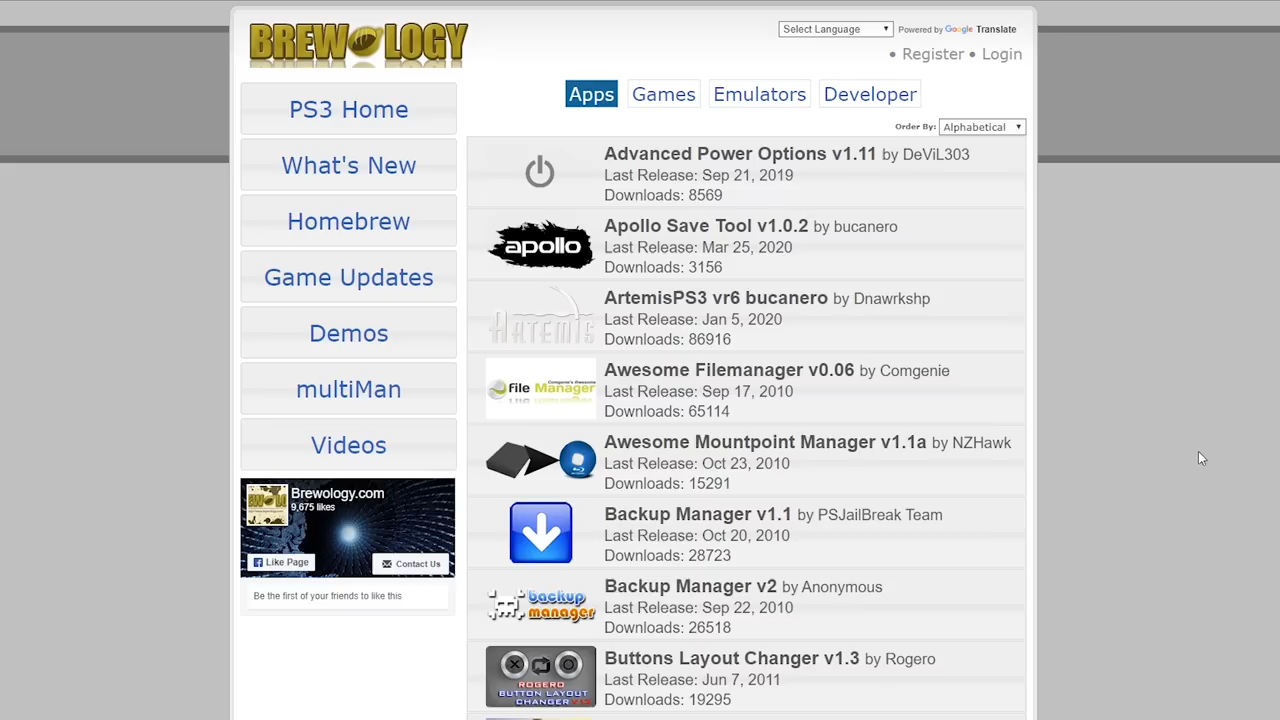 BREWOLOGY
Select Language
Powered by Google Translate
• Register • Login
PS3 Home
What's New
Homebrew
Game Updates
Demos
multiMan
Videos
Brewology.com
9,675 likes
Like Page
Contact Us
Be the first of your friends to like this
Apps
Games
Emulators
Developer
Order By: Alphabetical
Advanced Power Options v1.11 by DeViL303
Last Release: Sep 21, 2019
Downloads: 8569
apollo
Apollo Save Tool v1.0.2 by bucanero
Last Release: Mar 25, 2020
Downloads: 3156
ARTEMIS
ArtemisPS3 vr6 bucanero by Dnawrkshp
Last Release: Jan 5, 2020
Downloads: 86916
Comgenie's Awesome
file Manager
Awesome Filemanager v0.06 by Comgenie
Last Release: Sep 17, 2010
Downloads: 65114
Awesome Mountpoint Manager v1.1a by NZHawk
Last Release: Oct 23, 2010
Downloads: 15291
Backup Manager v1.1 by PSJailBreak Team
Last Release: Oct 20, 2010
Downloads: 28723
backup
manager
Backup Manager v2 by Anonymous
Last Release: Sep 22, 2010
Downloads: 26518
ROGERO
BUTTON LAYOUT
CHANGER
Buttons Layout Changer v1.3 by Rogero
Last Release: Jun 7, 2011
Downloads: 19295